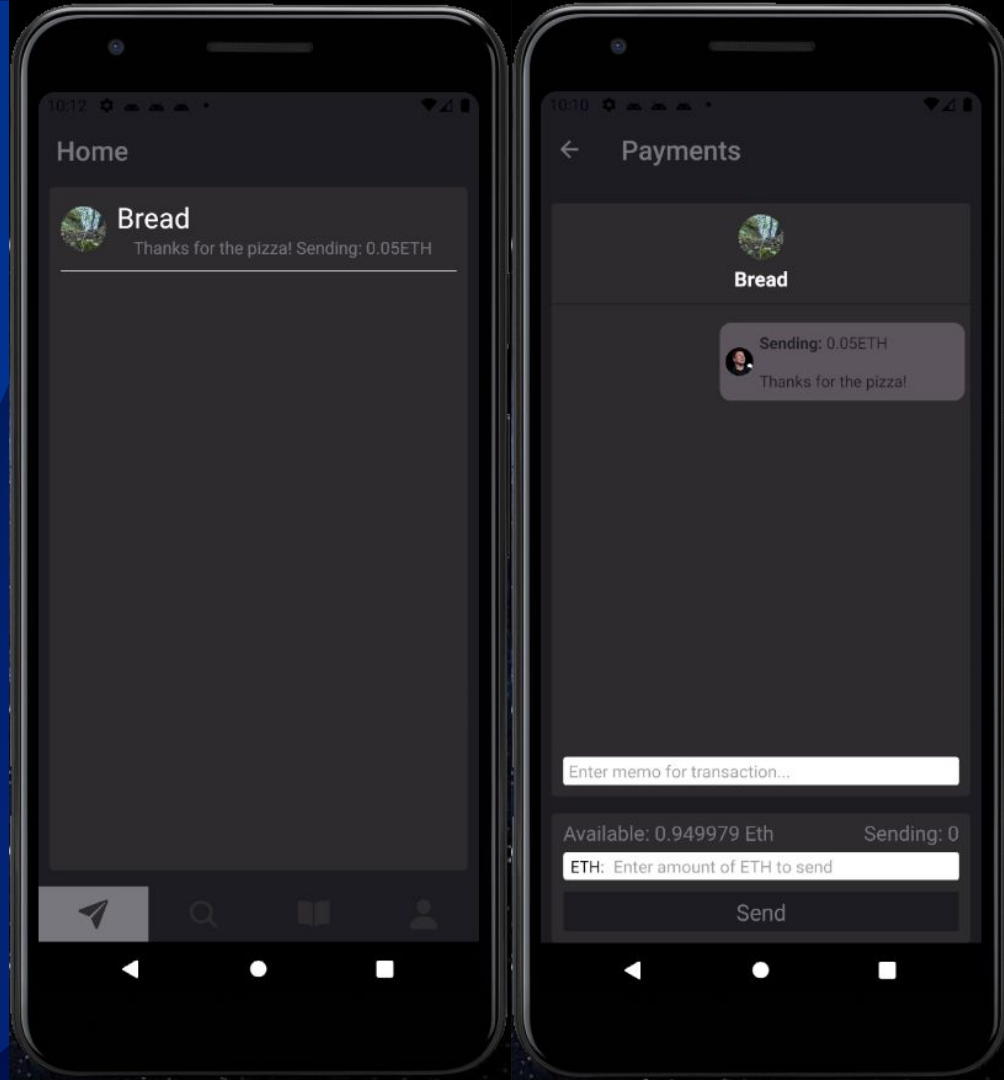 10:12
Home
Bread
Thanks for the pizza! Sending: 0.05ETH
10:10
Payments
Bread
Sending: 0.05ETH
Thanks for the pizza!
Enter memo for transaction...
Available: 0.949979 Eth Sending: 0
ETH: Enter amount of ETH to send
Send